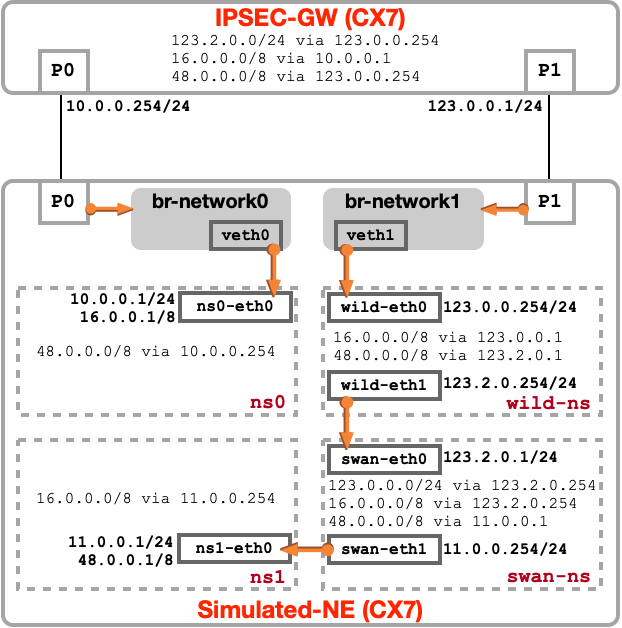 IPSEC-GW (CX7)
123.2.0.0/24 via 123.0.0.254
16.0.0.0/8 via 10.0.0.1
48.0.0.0/8 via 123.0.0.254
P0
P1
10.0.0.254/24
123.0.0.1/24
P0
br-network0
br-network1
P1
veth0
veth1
10.0.0.1/24
16.0.0.1/8
ns0-eth0
48.0.0.0/8 via 10.0.0.254
ns0
wild-eth0
123.0.0.254/24
16.0.0.0/8 via 123.0.0.1
48.0.0.0/8 via 123.2.0.1
wild-eth1
123.2.0.254/24
wild-ns
swan-eth0
123.2.0.1/24
123.0.0.0/24 via 123.2.0.254
16.0.0.0/8 via 123.2.0.254
48.0.0.0/8 via 11.0.0.1
swan-eth1
11.0.0.254/24
swan-ns
16.0.0.0/8 via 11.0.0.254
11.0.0.1/24
48.0.0.1/8
ns1-eth0
ns1
Simulated-NE (CX7)